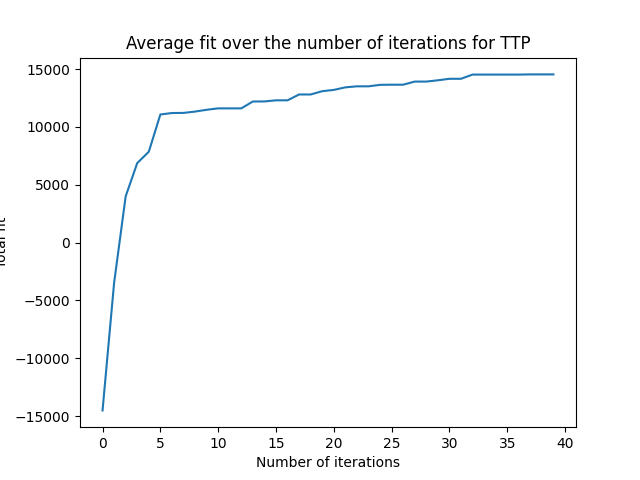 Average fit over the number of iterations for TTP
15000
10000
5000
0
−5000
−10000
−15000
0 5 10 15 20 25 30 35 40
Number of iterations